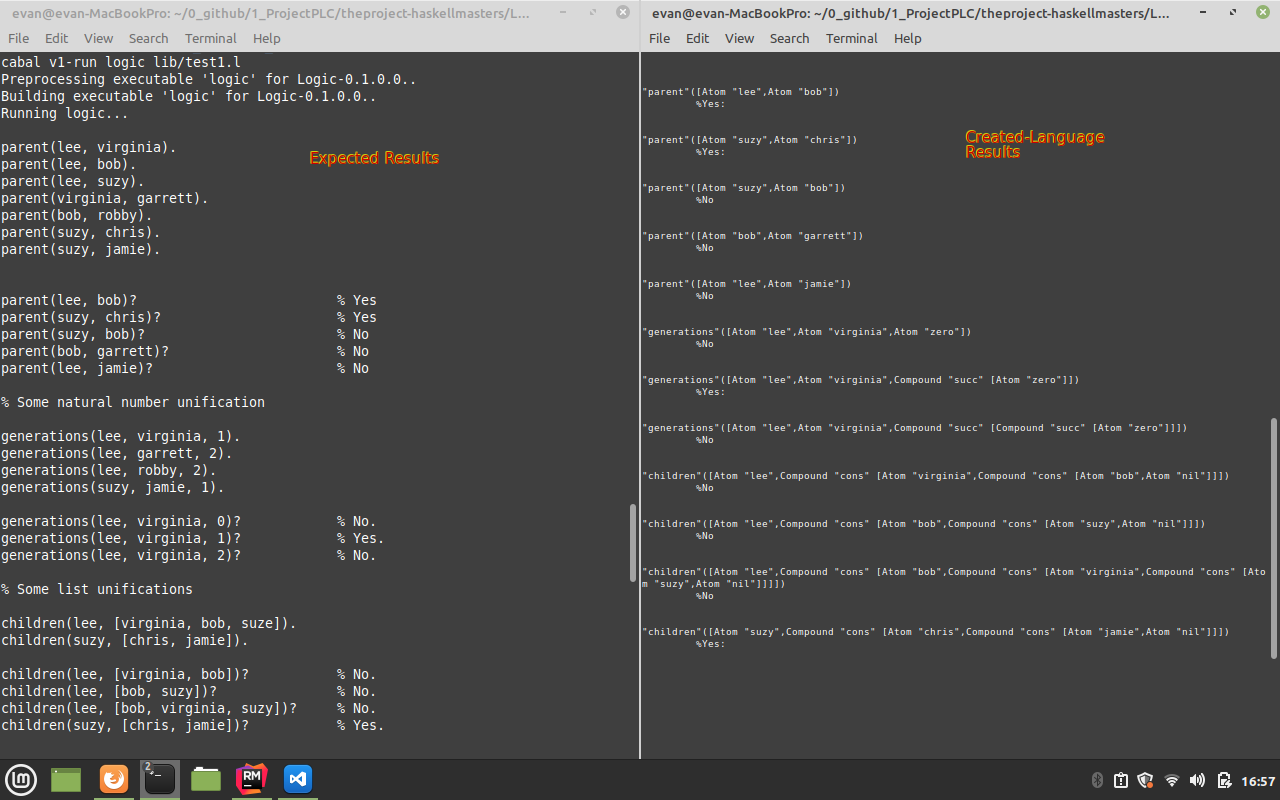 evan@evan-MacBookPro: ~/0_github/1_ProjectPLC/theproject-haskellmasters/L...
File Edit View Search Terminal Help
cabal v1-run logic lib/test1.l
Preprocessing executable 'logic' for Logic-0.1.0.0..
Building executable 'logic' for Logic-0.1.0.0..
Running logic...
Expected Results
parent(lee, virginia).
parent(lee, bob).
parent(lee, suzy).
parent(virginia, garrett).
parent(bob, robby).
parent(suzy, chris).
parent(suzy, jamie).
parent(lee, bob)? % Yes
parent(suzy, chris)? % Yes
parent(suzy, bob)? % No
parent(bob, garrett)? % No
parent(lee, jamie)? % No
% Some natural number unification
generations(lee, virginia, 1).
generations(lee, garrett, 2).
generations(lee, robby, 2).
generations(suzy, jamie, 1).
generations(lee, virginia, 0)? % No.
generations(lee, virginia, 1)? % Yes.
generations(lee, virginia, 2)? % No.
% Some list unifications
children(lee, [virginia, bob, suze]).
children(suzy, [chris, jamie]).
children(lee, [virginia, bob])? % No.
children(lee, [bob, suzy])? % No.
children(lee, [bob, virginia, suzy])? % No.
children(suzy, [chris, jamie])? % Yes.
evan@evan-MacBookPro: ~/0_github/1_ProjectPLC/theproject-haskellmasters/L...
File Edit View Search Terminal Help
Created-Language
Results
"parent"([Atom "lee",Atom "bob"])
%Yes:
"parent"([Atom "suzy",Atom "chris"])
%Yes:
"parent"([Atom "suzy",Atom "bob"])
%No
"parent"([Atom "bob",Atom "garrett"])
%No
"parent"([Atom "lee",Atom "jamie"])
%No
"generations"([Atom "lee",Atom "virginia",Atom "zero"])
%No
"generations"([Atom "lee",Atom "virginia",Compound "succ" [Atom "zero"]])
%Yes:
"generations"([Atom "lee",Atom "virginia",Compound "succ" [Compound "succ" [Atom "zero"]]])
%No
"children"([Atom "lee",Compound "cons" [Atom "virginia",Compound "cons" [Atom "bob",Atom "nil"]]])
%No
"children"([Atom "lee",Compound "cons" [Atom "bob",Compound "cons" [Atom "suzy",Atom "nil"]]])
%No
"children"([Atom "lee",Compound "cons" [Atom "bob",Compound "cons" [Atom "virginia",Compound "cons" [Ato
m "suzy",Atom "nil"]]]])
%No
"children"([Atom "suzy",Compound "cons" [Atom "chris",Compound "cons" [Atom "jamie",Atom "nil"]]])
%Yes:
2
RM
16:57